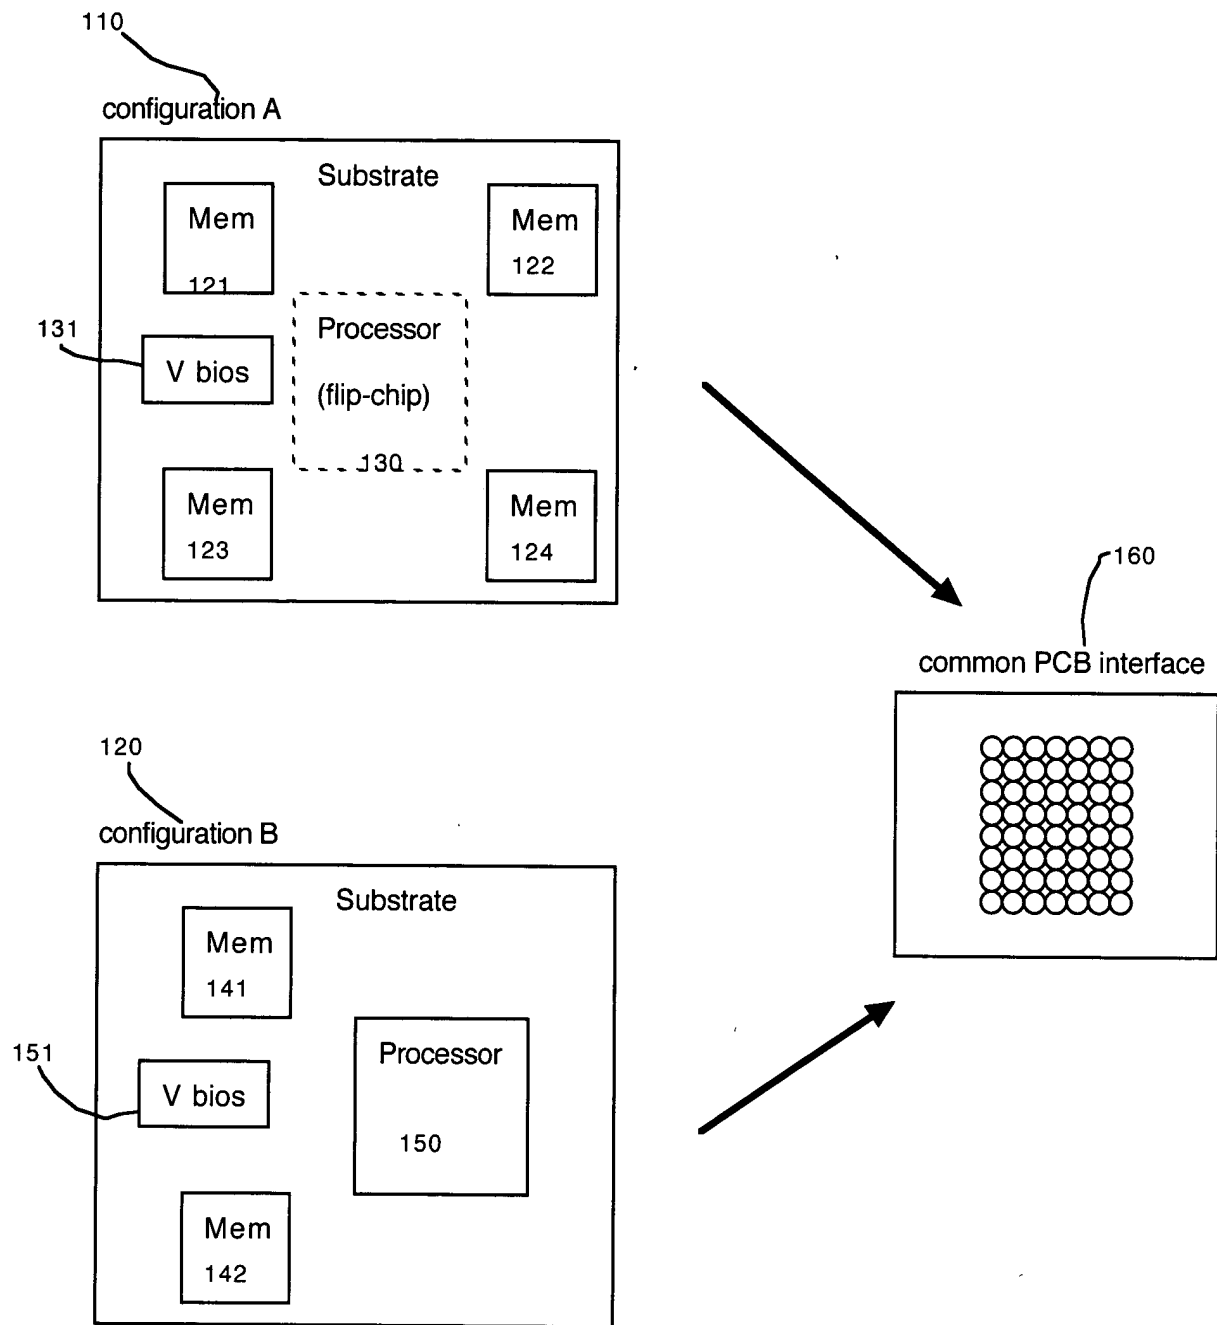 110
configuration A
Substrate
Mem
121
Mem
122
131
V bios
Processor
(flip-chip)
130
Mem
123
Mem
124
160
common PCB interface
120
configuration B
Substrate
Mem
141
151
V bios
Processor
150
Mem
142